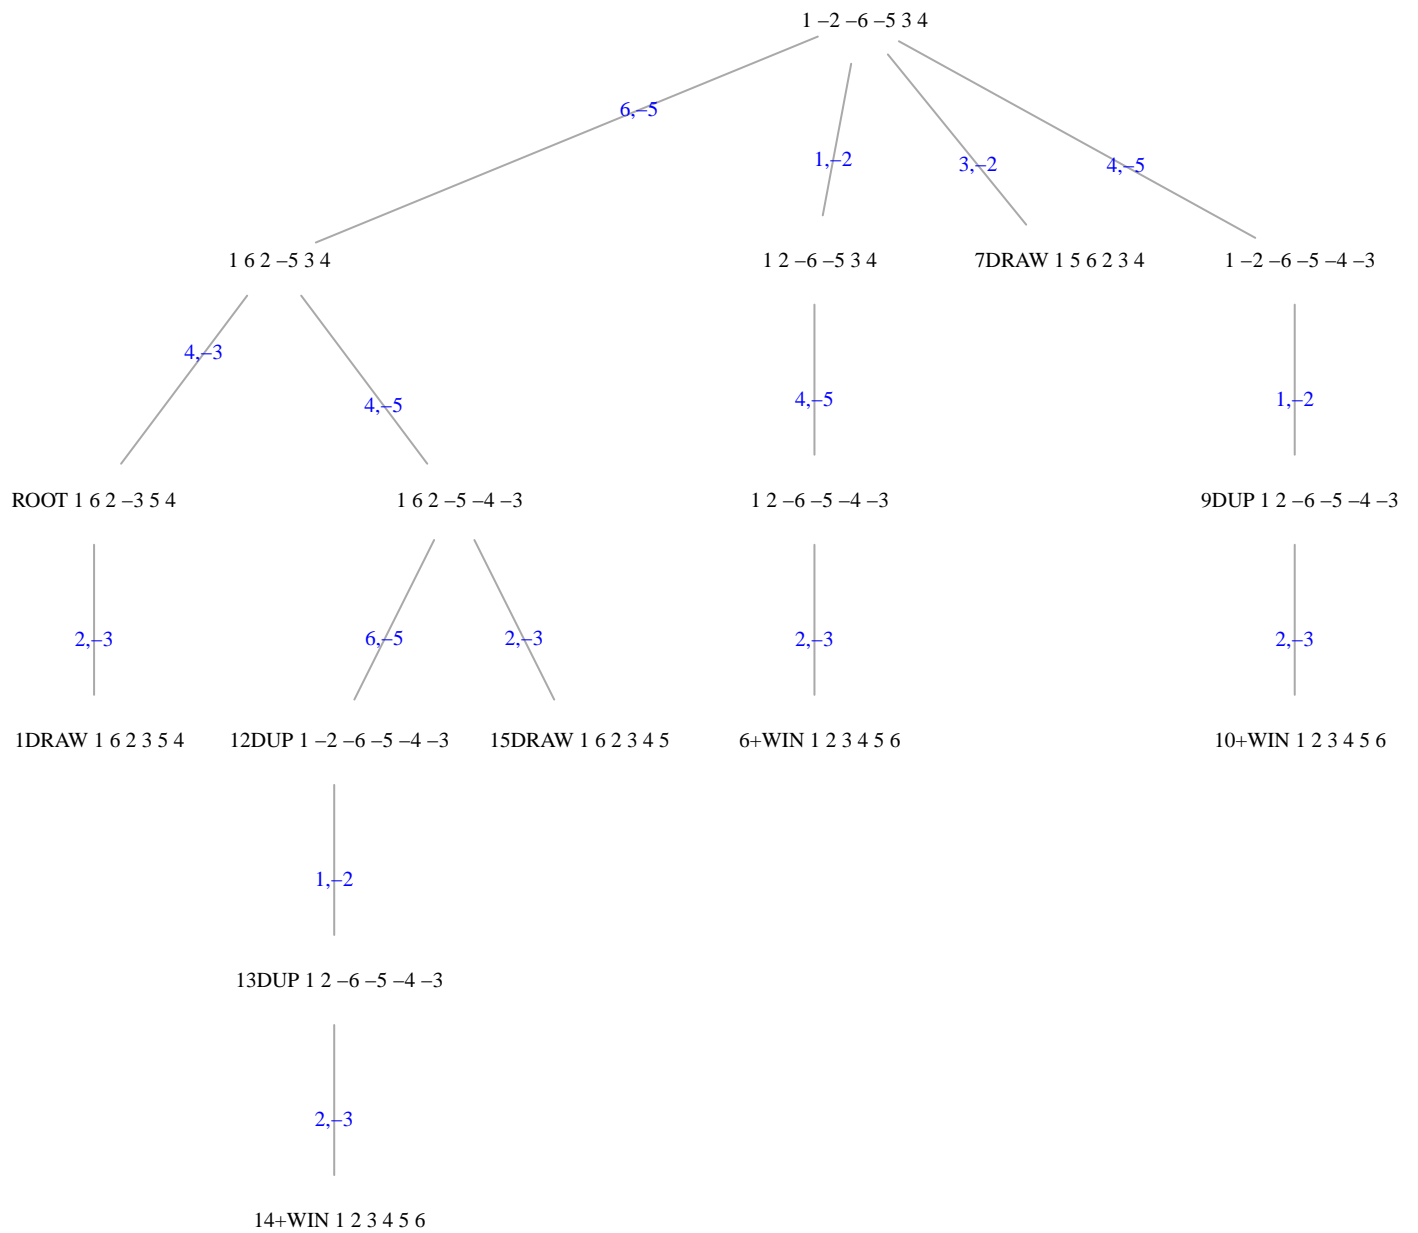 1 –2 –6 –5 3 4
6,–5
1,–2
3,–2
4,–5
1 6 2 –5 3 4
1 2 –6 –5 3 4
7DRAW 1 5 6 2 3 4
1 –2 –6 –5 –4 –3
4,–3
4,–5
4,–5
1,–2
ROOT 1 6 2 –3 5 4
1 6 2 –5 –4 –3
1 2 –6 –5 –4 –3
9DUP 1 2 –6 –5 –4 –3
2,–3
6,–5
2,–3
2,–3
2,–3
1DRAW 1 6 2 3 5 4
12DUP 1 –2 –6 –5 –4 –3
15DRAW 1 6 2 3 4 5
6+WIN 1 2 3 4 5 6
10+WIN 1 2 3 4 5 6
1,–2
13DUP 1 2 –6 –5 –4 –3
2,–3
14+WIN 1 2 3 4 5 6